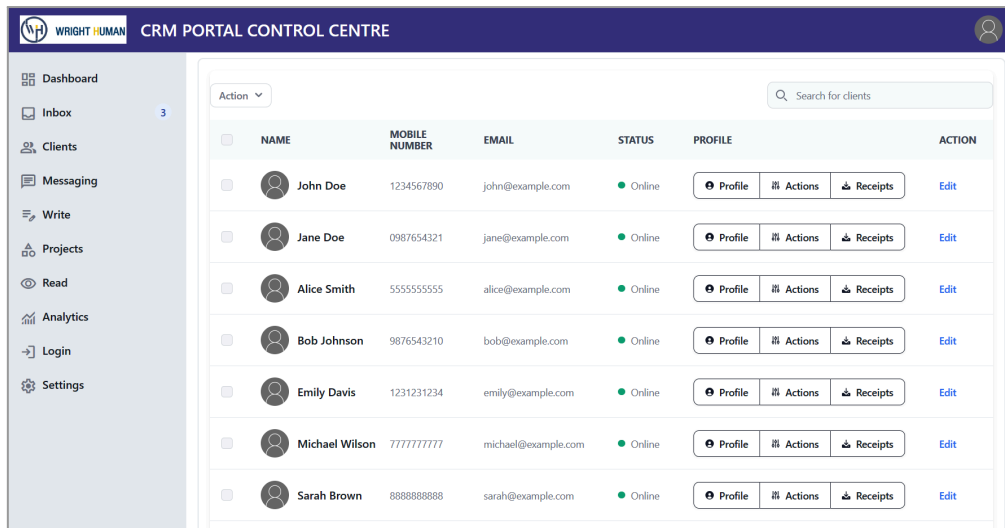 WH WRIGHT HUMAN CRM PORTAL CONTROL CENTRE
Dashboard
Inbox 3
Clients
Messaging
Write
Projects
Read
Analytics
Login
Settings
Action Search for clients
NAME MOBILE NUMBER EMAIL STATUS PROFILE ACTION
John Doe 1234567890 john@example.com Online Profile Actions Receipts Edit
Jane Doe 0987654321 jane@example.com Online Profile Actions Receipts Edit
Alice Smith 5555555555 alice@example.com Online Profile Actions Receipts Edit
Bob Johnson 9876543210 bob@example.com Online Profile Actions Receipts Edit
Emily Davis 1231231234 emily@example.com Online Profile Actions Receipts Edit
Michael Wilson 7777777777 michael@example.com Online Profile Actions Receipts Edit
Sarah Brown 8888888888 sarah@example.com Online Profile Actions Receipts Edit